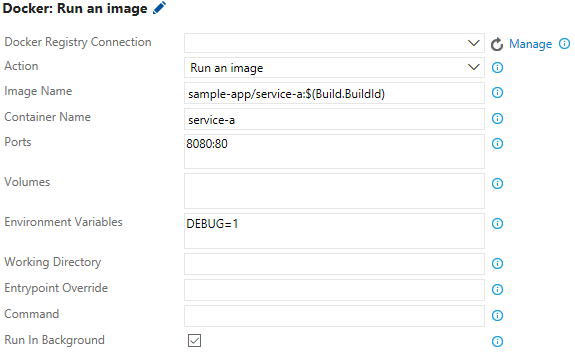 Docker: Run an image
Docker Registry Connection
Manage
Action
Run an image
Image Name
sample-app/service-a:$(Build.BuildId)
Container Name
service-a
Ports
8080:80
Volumes
Environment Variables
DEBUG=1
Working Directory
Entrypoint Override
Command
Run In Background